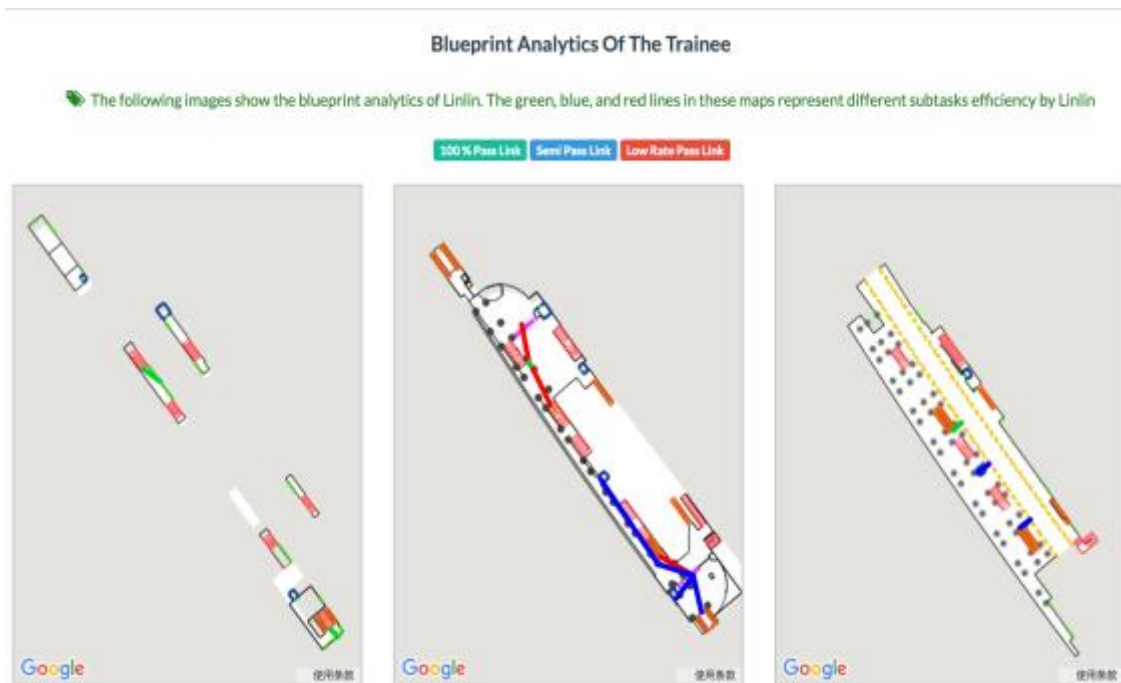 Blueprint Analytics Of The Trainee
The following images show the blueprint analytics of Linlin. The green, blue, and red lines in these maps represent different subtasks efficiency by Linlin
100 % Pass Link Semi Pass Link Low Rate Pass Link
Google 使用条款 Google 使用条款 Google 使用条款